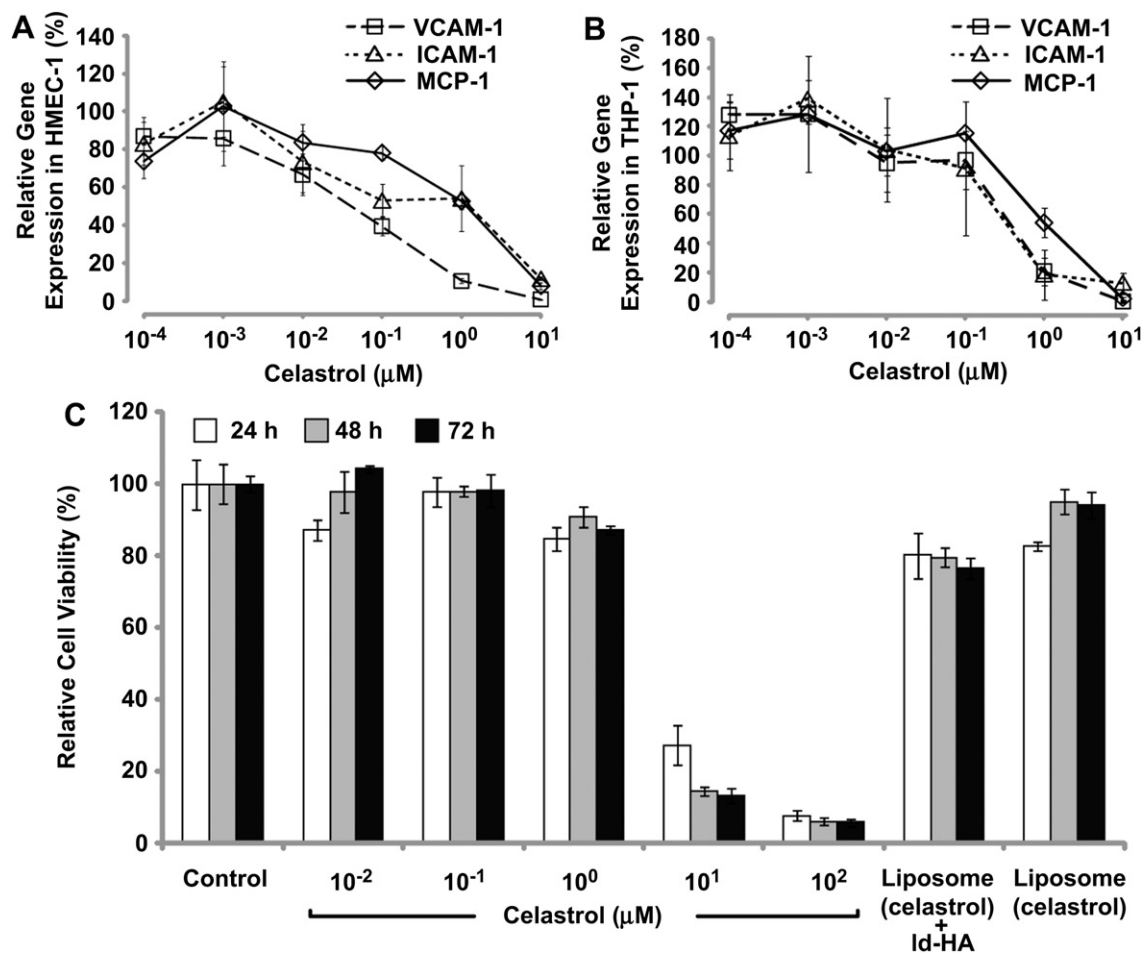 A
Relative Gene
Expression in HMEC-1 (%)
140
120
100
80
60
40
20
0
10⁻⁴ 10⁻³ 10⁻² 10⁻¹ 10⁰ 10¹
Celastrol (µM)
VCAM-1
ICAM-1
MCP-1
B
Relative Gene
Expression in THP-1 (%)
180
160
140
120
100
80
60
40
20
0
10⁻⁴ 10⁻³ 10⁻² 10⁻¹ 10⁰ 10¹
Celastrol (µM)
VCAM-1
ICAM-1
MCP-1
C
Relative Cell Viability (%)
120
100
80
60
40
20
0
24 h 48 h 72 h
Control 10⁻² 10⁻¹ 10⁰ 10¹ 10²
Celastrol (µM)
Liposome
(celastrol)
+
Id-HA
Liposome
(celastrol)